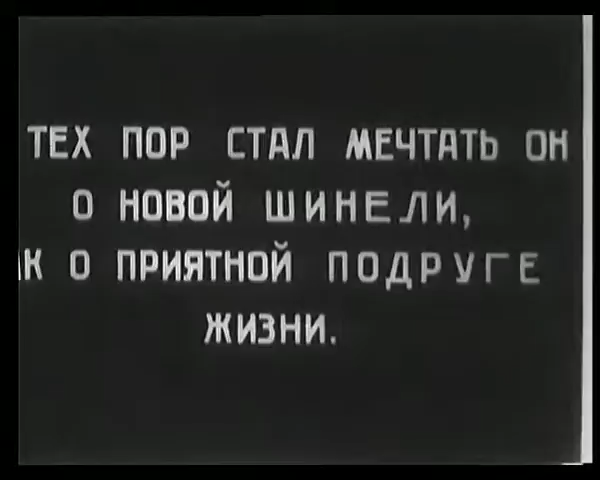 ТЕХ ПОР СТАЛ МЕЧТАТЬ ОН
О НОВОЙ ШИНЕЛИ,
К О ПРИЯТНОЙ ПОДРУГЕ
ЖИЗНИ.